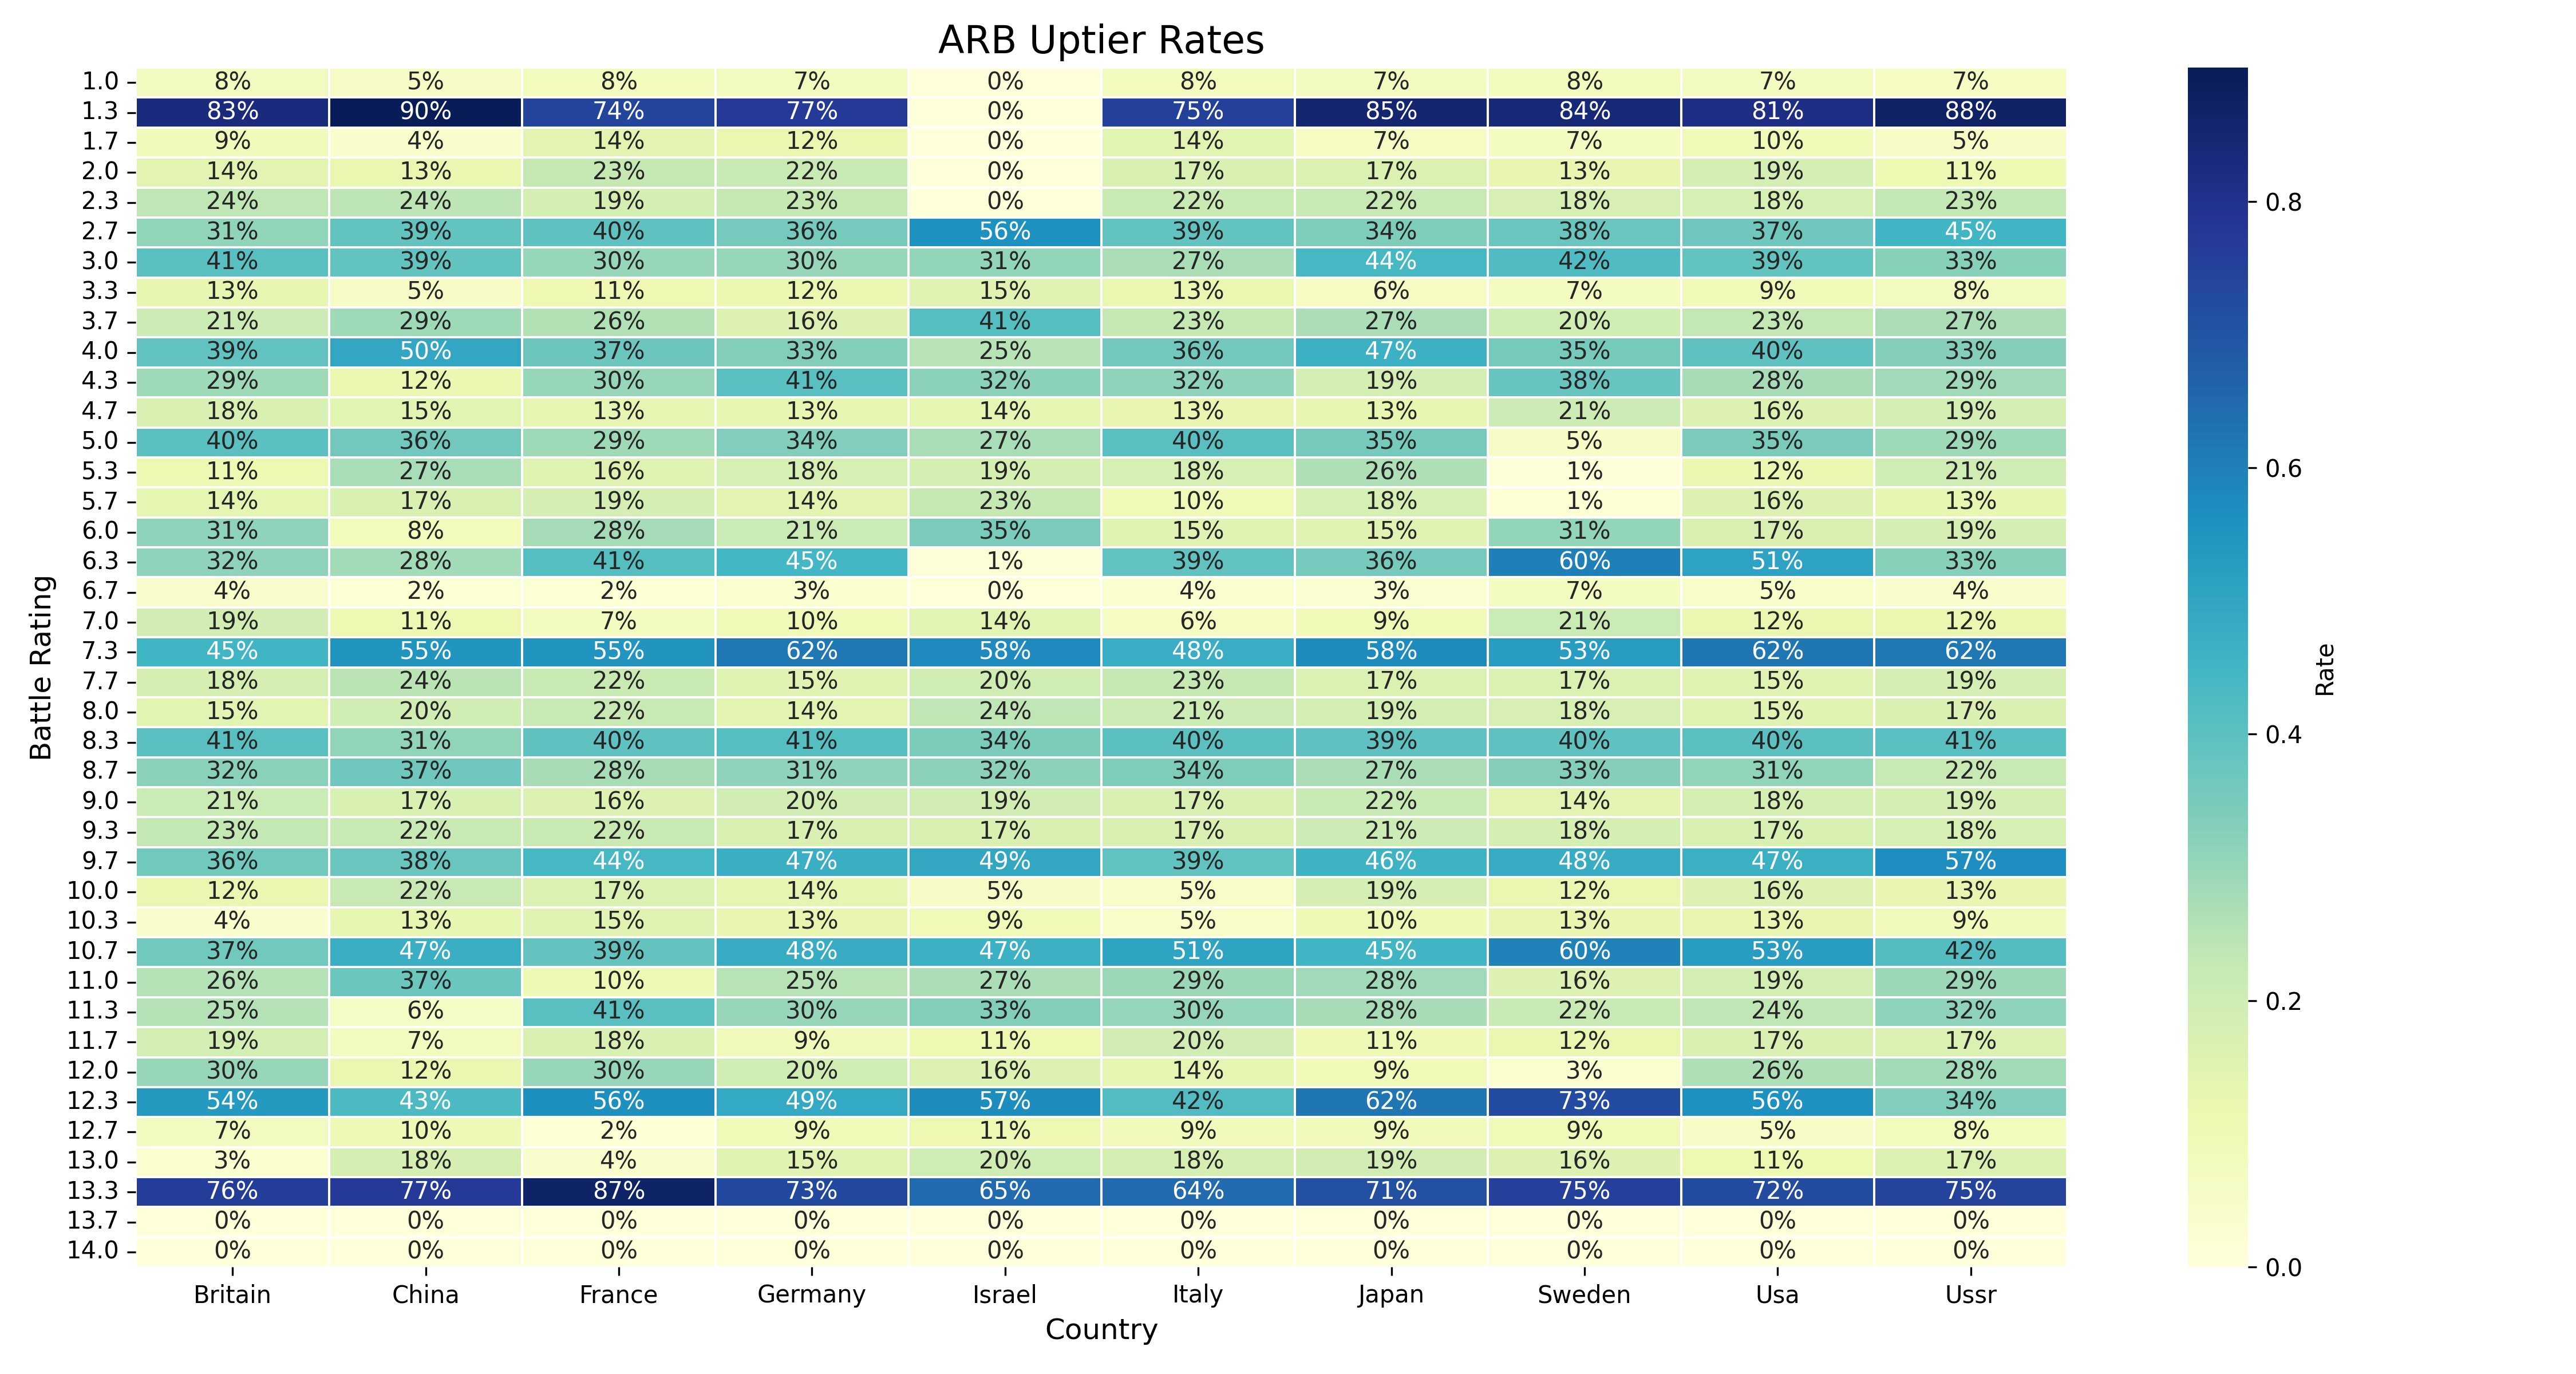 ARB Uptier Rates
1.0 8% 5% 8% 7% 0% 8% 7% 8% 7% 7%
1.3 83% 90% 74% 77% 0% 75% 85% 84% 81% 88%
1.7 9% 4% 14% 12% 0% 14% 7% 7% 10% 5%
2.0 14% 13% 23% 22% 0% 17% 17% 13% 19% 11%
2.3 24% 24% 19% 23% 0% 22% 22% 18% 18% 23%
2.7 31% 39% 40% 36% 56% 39% 34% 38% 37% 45%
3.0 41% 39% 30% 30% 31% 27% 44% 42% 39% 33%
3.3 13% 5% 11% 12% 15% 13% 6% 7% 9% 8%
3.7 21% 29% 26% 16% 41% 23% 27% 20% 23% 27%
4.0 39% 50% 37% 33% 25% 36% 47% 35% 40% 33%
4.3 29% 12% 30% 41% 32% 32% 19% 38% 28% 29%
4.7 18% 15% 13% 13% 14% 13% 13% 21% 16% 19%
5.0 40% 36% 29% 34% 27% 40% 35% 5% 35% 29%
5.3 11% 27% 16% 18% 19% 18% 26% 1% 12% 21%
5.7 14% 17% 19% 14% 23% 10% 18% 1% 16% 13%
6.0 31% 8% 28% 21% 35% 15% 15% 31% 17% 19%
6.3 32% 28% 41% 45% 1% 39% 36% 60% 51% 33%
6.7 4% 2% 2% 3% 0% 4% 3% 7% 5% 4%
7.0 19% 11% 7% 10% 14% 6% 9% 21% 12% 12%
7.3 45% 55% 55% 62% 58% 48% 58% 53% 62% 62%
7.7 18% 24% 22% 15% 20% 23% 17% 17% 15% 19%
8.0 15% 20% 22% 14% 24% 21% 19% 18% 15% 17%
8.3 41% 31% 40% 41% 34% 40% 39% 40% 40% 41%
8.7 32% 37% 28% 31% 32% 34% 27% 33% 31% 22%
9.0 21% 17% 16% 20% 19% 17% 22% 14% 18% 19%
9.3 23% 22% 22% 17% 17% 17% 21% 18% 17% 18%
9.7 36% 38% 44% 47% 49% 39% 46% 48% 47% 57%
10.0 12% 22% 17% 14% 5% 5% 19% 12% 16% 13%
10.3 4% 13% 15% 13% 9% 5% 10% 13% 13% 9%
10.7 37% 47% 39% 48% 47% 51% 45% 60% 53% 42%
11.0 26% 37% 10% 25% 27% 29% 28% 16% 19% 29%
11.3 25% 6% 41% 30% 33% 30% 28% 22% 24% 32%
11.7 19% 7% 18% 9% 11% 20% 11% 12% 17% 17%
12.0 30% 12% 30% 20% 16% 14% 9% 3% 26% 28%
12.3 54% 43% 56% 49% 57% 42% 62% 73% 56% 34%
12.7 7% 10% 2% 9% 11% 9% 9% 9% 5% 8%
13.0 3% 18% 4% 15% 20% 18% 19% 16% 11% 17%
13.3 76% 77% 87% 73% 65% 64% 71% 75% 72% 75%
13.7 0% 0% 0% 0% 0% 0% 0% 0% 0% 0%
14.0 0% 0% 0% 0% 0% 0% 0% 0% 0% 0%
Britain China France Germany Israel Italy Japan Sweden Usa Ussr
Country
Battle Rating
0.8
0.6
0.4
0.2
0.0
Rate